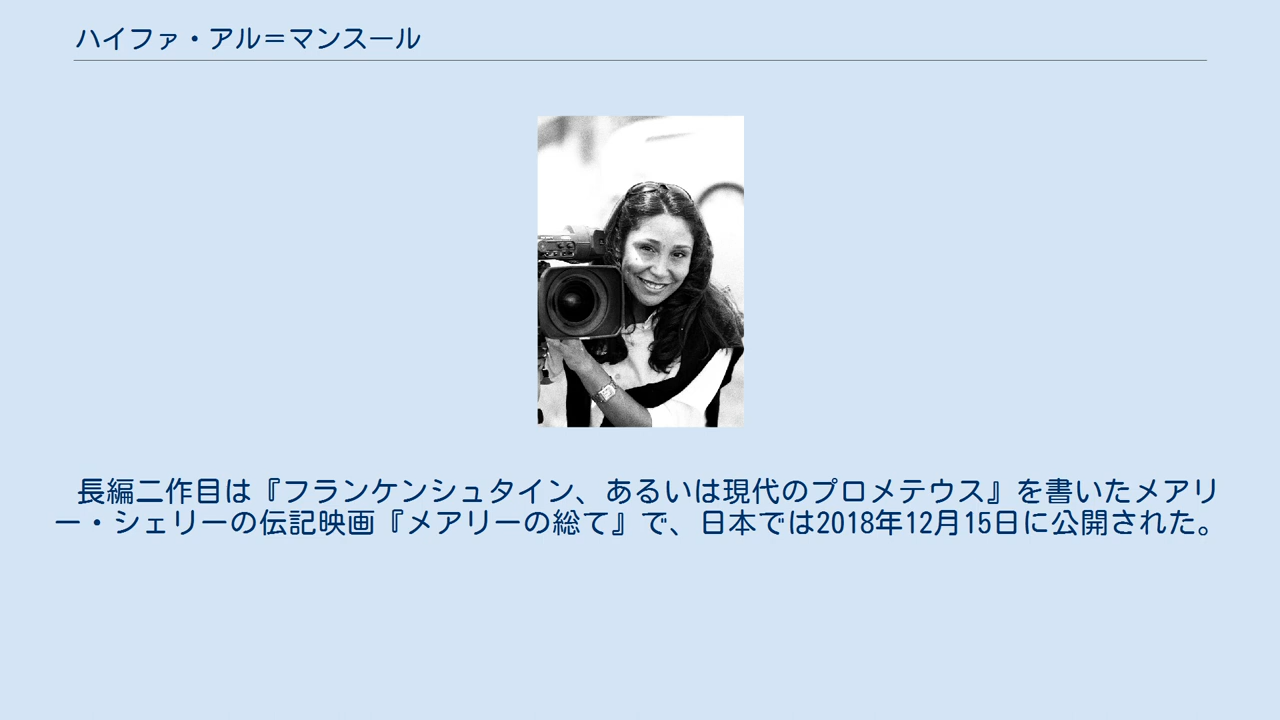 ハイファ・アル＝マンスール
長編二作目は『フランケンシュタイン、あるいは現代のプロメテウス』を書いたメアリ
ー・シェリーの伝記映画『メアリーの総て』で、日本では2018年12月15日に公開された。